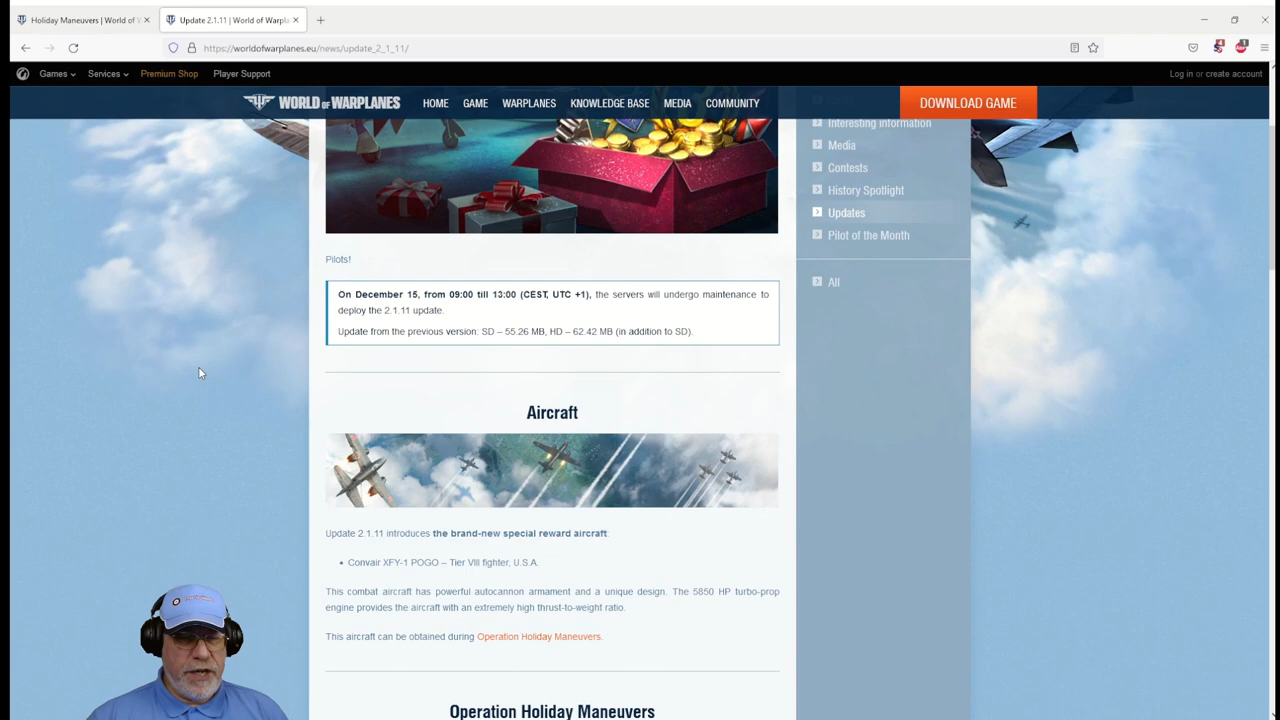 Holiday Maneuvers | World of W
Update 2.1.11 | World of Warpla
https://worldofwarplanes.eu/news/update_2_1_11/
4
1
Games Services Premium Shop Player Support
Log in or create account
WORLD OF WARPLANES
HOME GAME WARPLANES KNOWLEDGE BASE MEDIA COMMUNITY
DOWNLOAD GAME
Interesting information
Media
Contests
History Spotlight
Updates
Pilot of the Month
All
Pilots!
On December 15, from 09:00 till 13:00 (CEST, UTC +1), the servers will undergo maintenance to
deploy the 2.1.11 update.
Update from the previous version: SD – 55.26 MB, HD – 62.42 MB (in addition to SD).
Aircraft
Update 2.1.11 introduces the brand-new special reward aircraft:
• Convair XFY-1 POGO – Tier VIII fighter, U.S.A.
This combat aircraft has powerful autocannon armament and a unique design. The 5850 HP turbo-prop
engine provides the aircraft with an extremely high thrust-to-weight ratio.
This aircraft can be obtained during Operation Holiday Maneuvers.
Operation Holiday Maneuvers